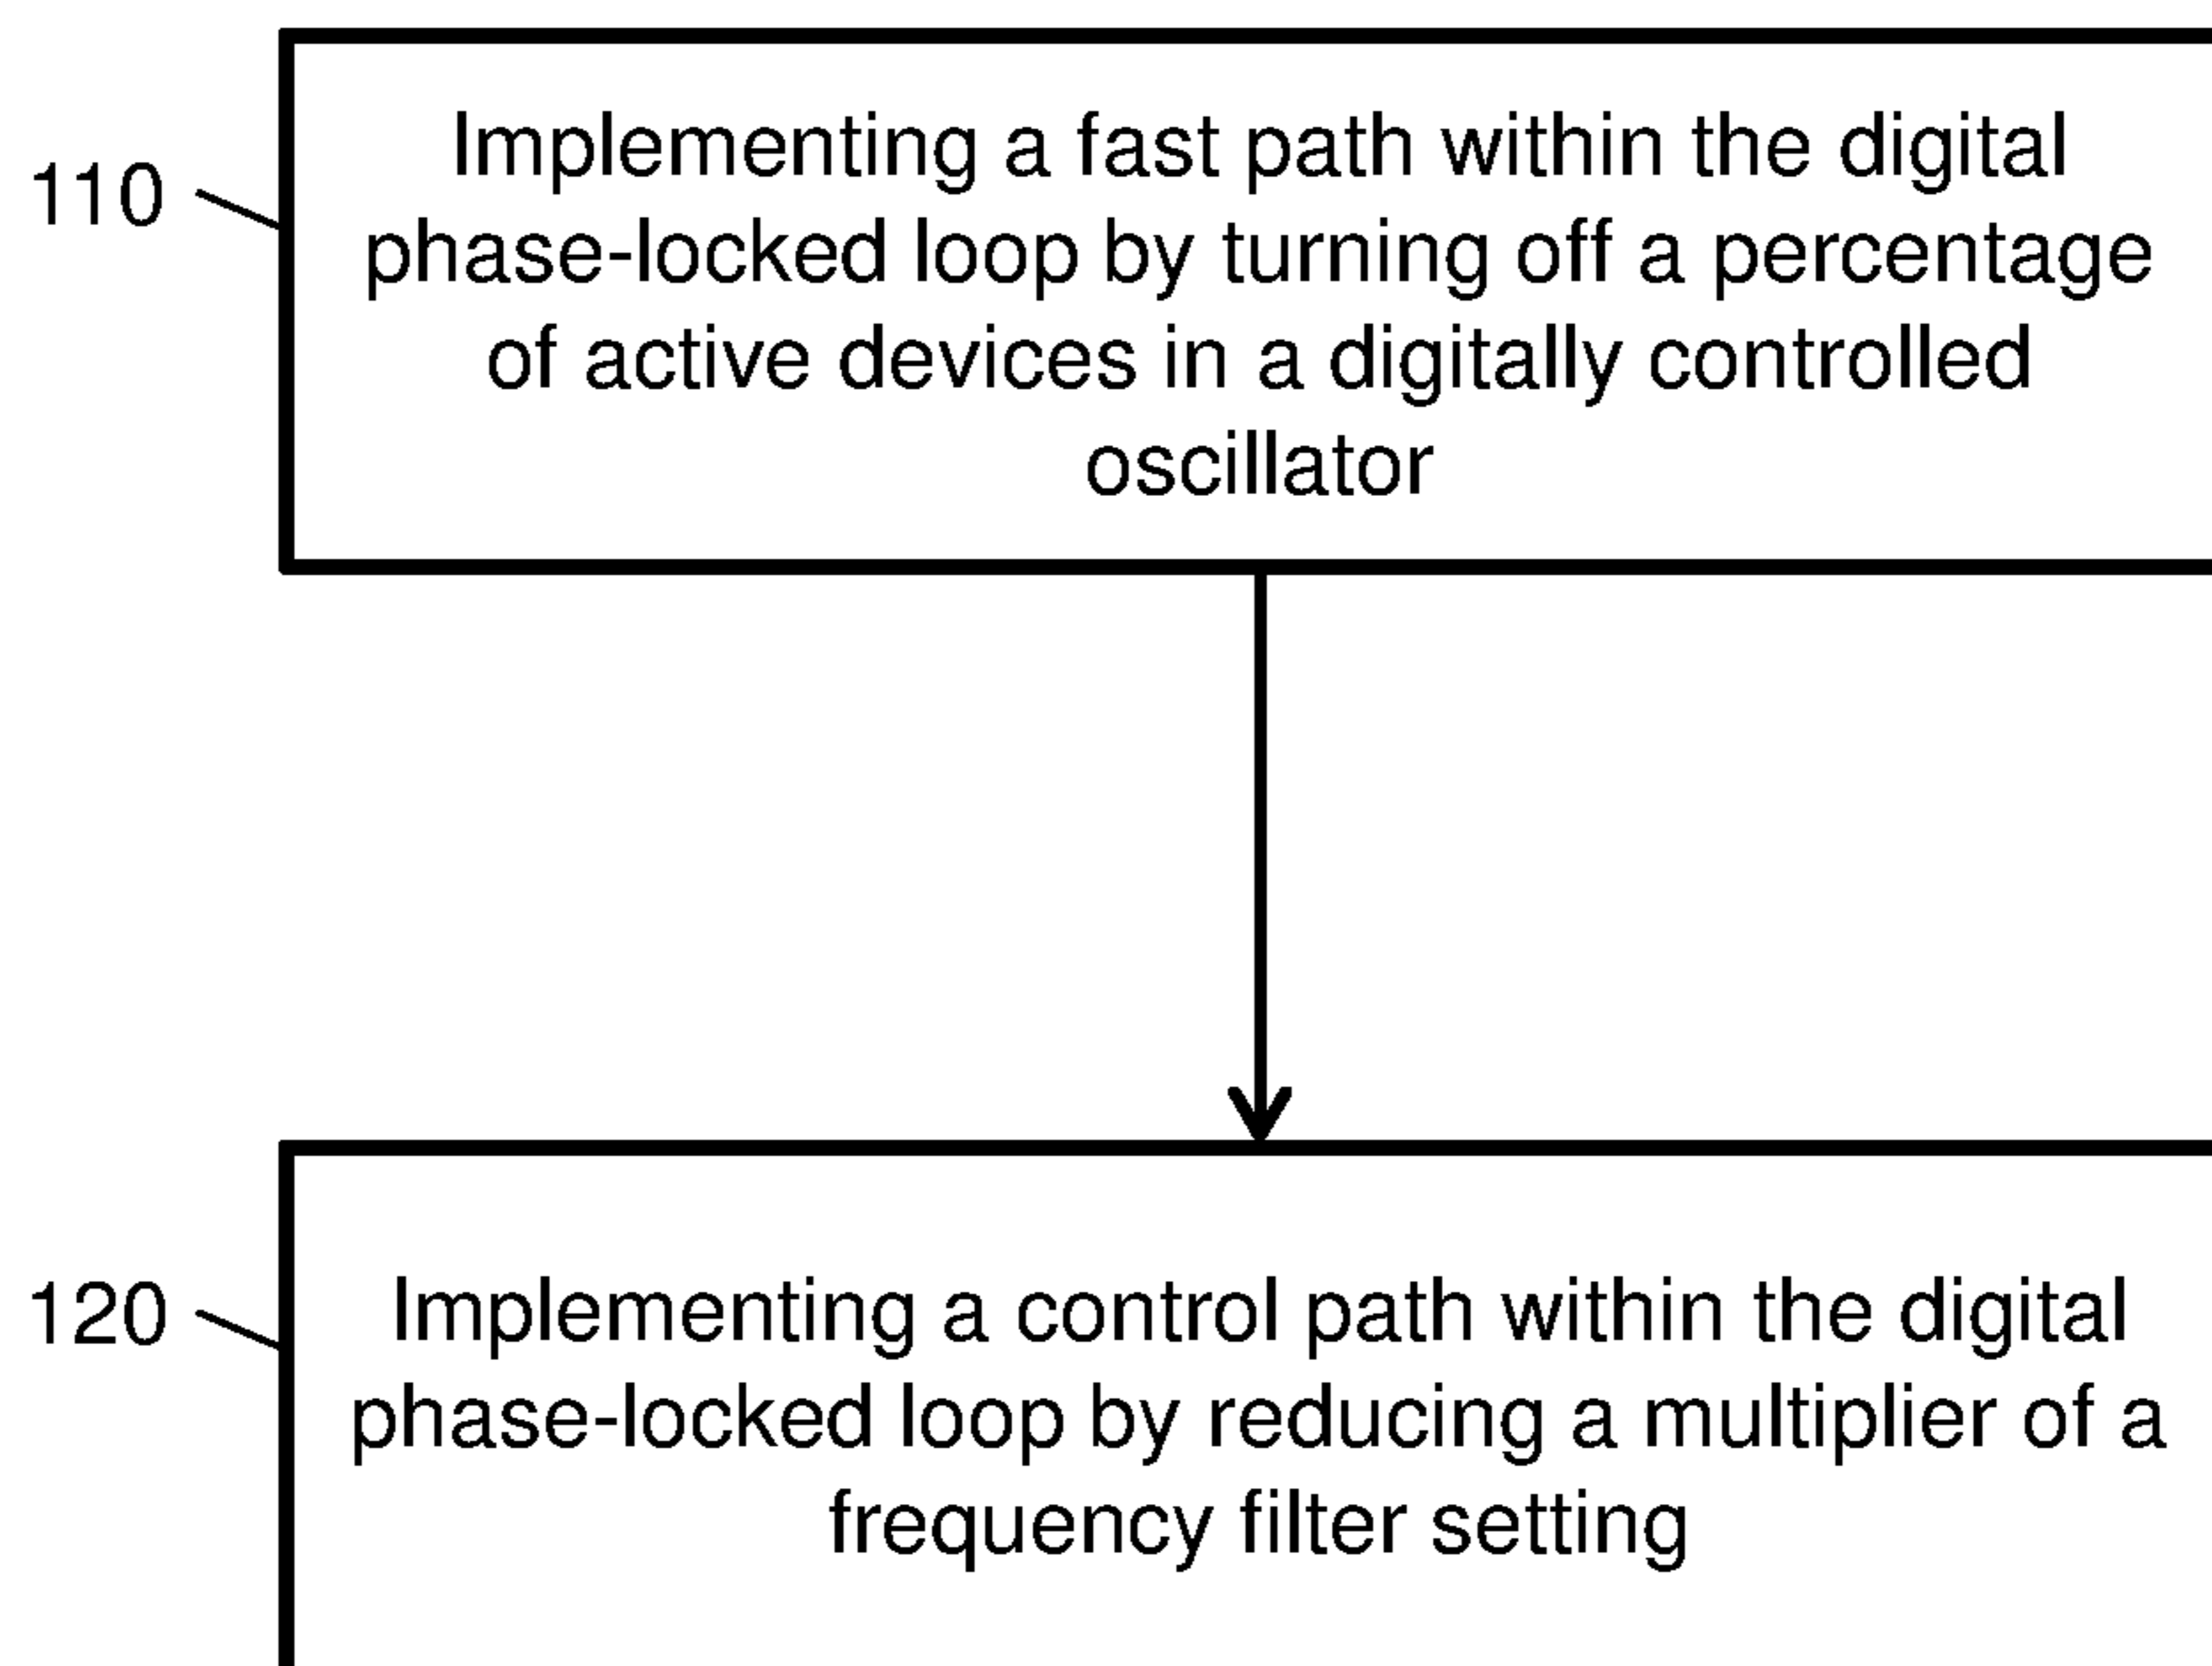 110
Implementing a fast path within the digital
phase-locked loop by turning off a percentage
of active devices in a digitally controlled
oscillator
120
Implementing a control path within the digital
phase-locked loop by reducing a multiplier of a
frequency filter setting